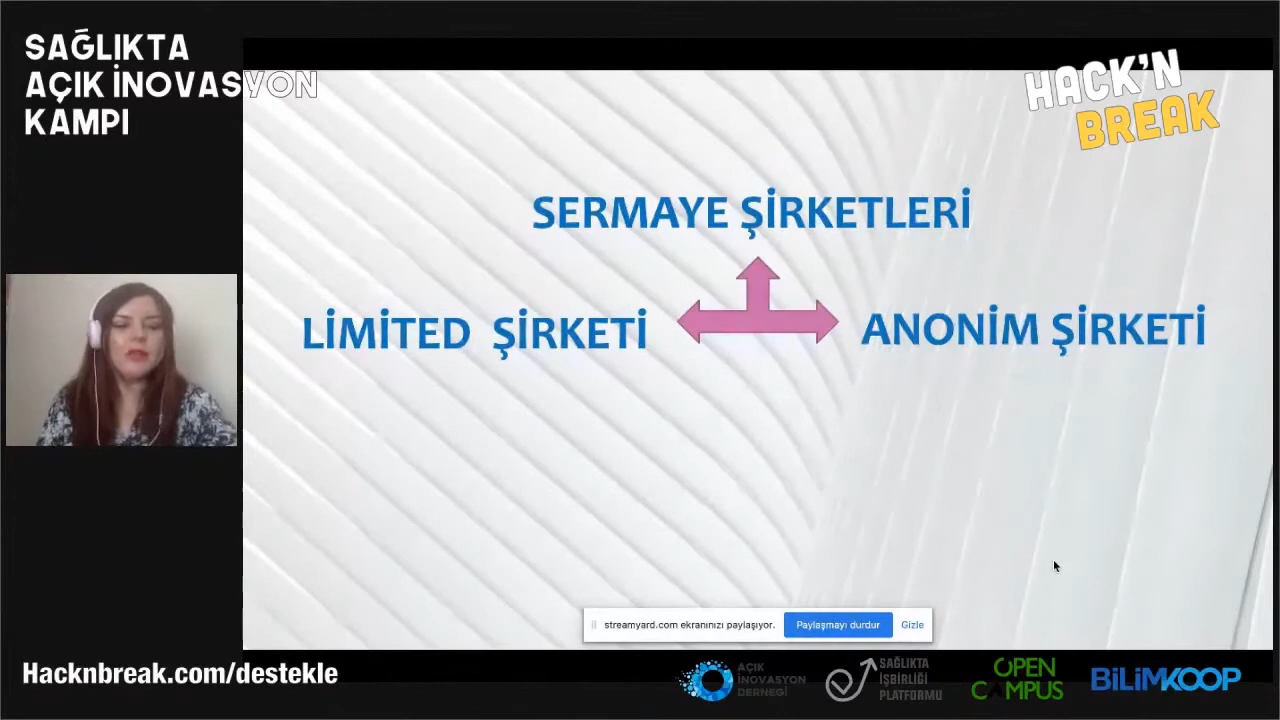 SAĞLIKTA
AÇIK İNOVASYON
KAMPI
HACK'N
BREAK
SERMAYE ŞİRKETLERİ
LİMİTED ŞİRKETİ
ANONİM ŞİRKETİ
streamyard.com ekranınızı paylaşıyor.
Paylaşmayı durdur
Gizle
Hacknbreak.com/destekle
AÇIK
İNOVASYON
DERNEĞİ
SAĞLIKTA
İŞBİRLİĞİ
PLATFORMU
OPEN
CAMPUS
BİLİMKOOP